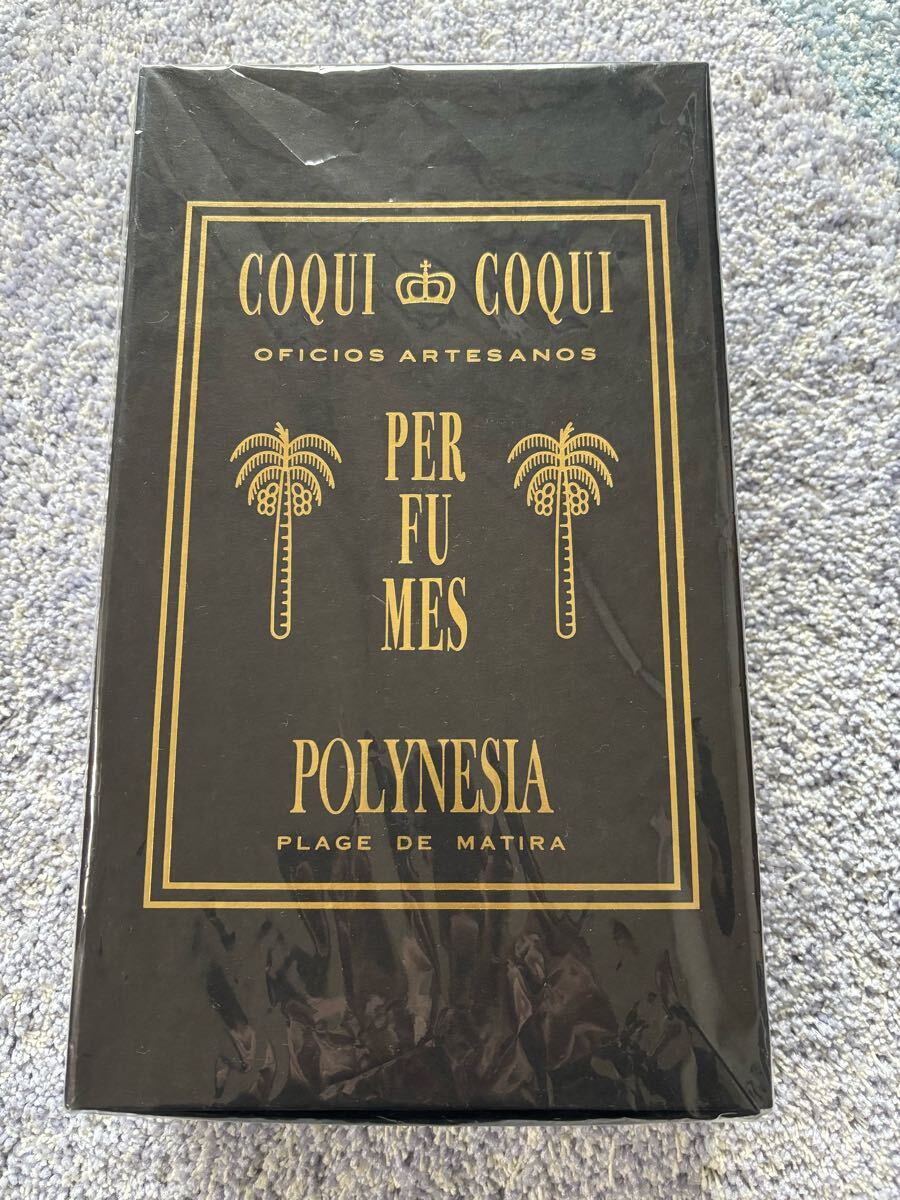 COQUI COQUI
OFICIOS ARTESANOS
PER
FU
MES
POLYNESIA
PLAGE DE MATIRA